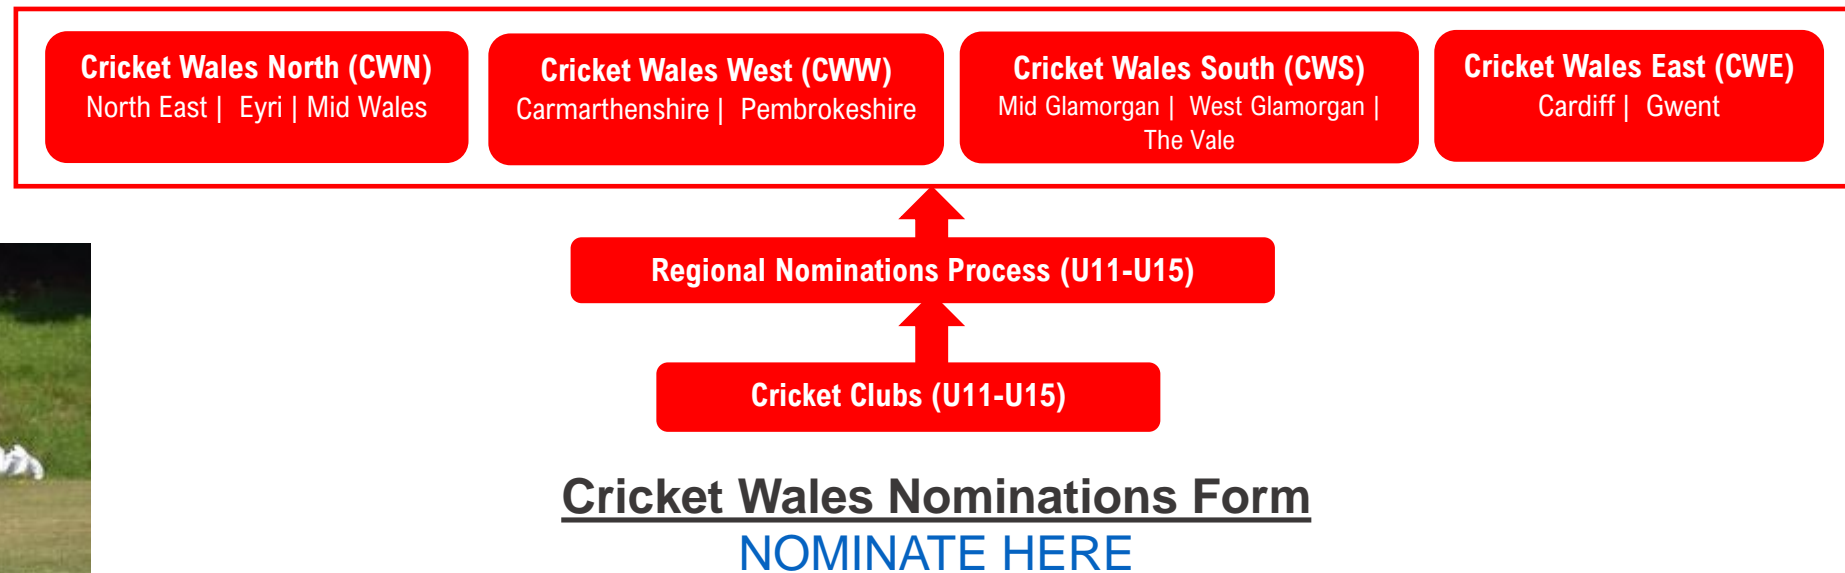 Cricket Wales North (CWN)
North East | Eyri | Mid Wales
Cricket Wales West (CWW)
Carmarthenshire | Pembrokeshire
Cricket Wales South (CWS)
Mid Glamorgan | West Glamorgan |
The Vale
Cricket Wales East (CWE)
Cardiff | Gwent
Regional Nominations Process (U11-U15)
Cricket Clubs (U11-U15)
Cricket Wales Nominations Form
NOMINATE HERE